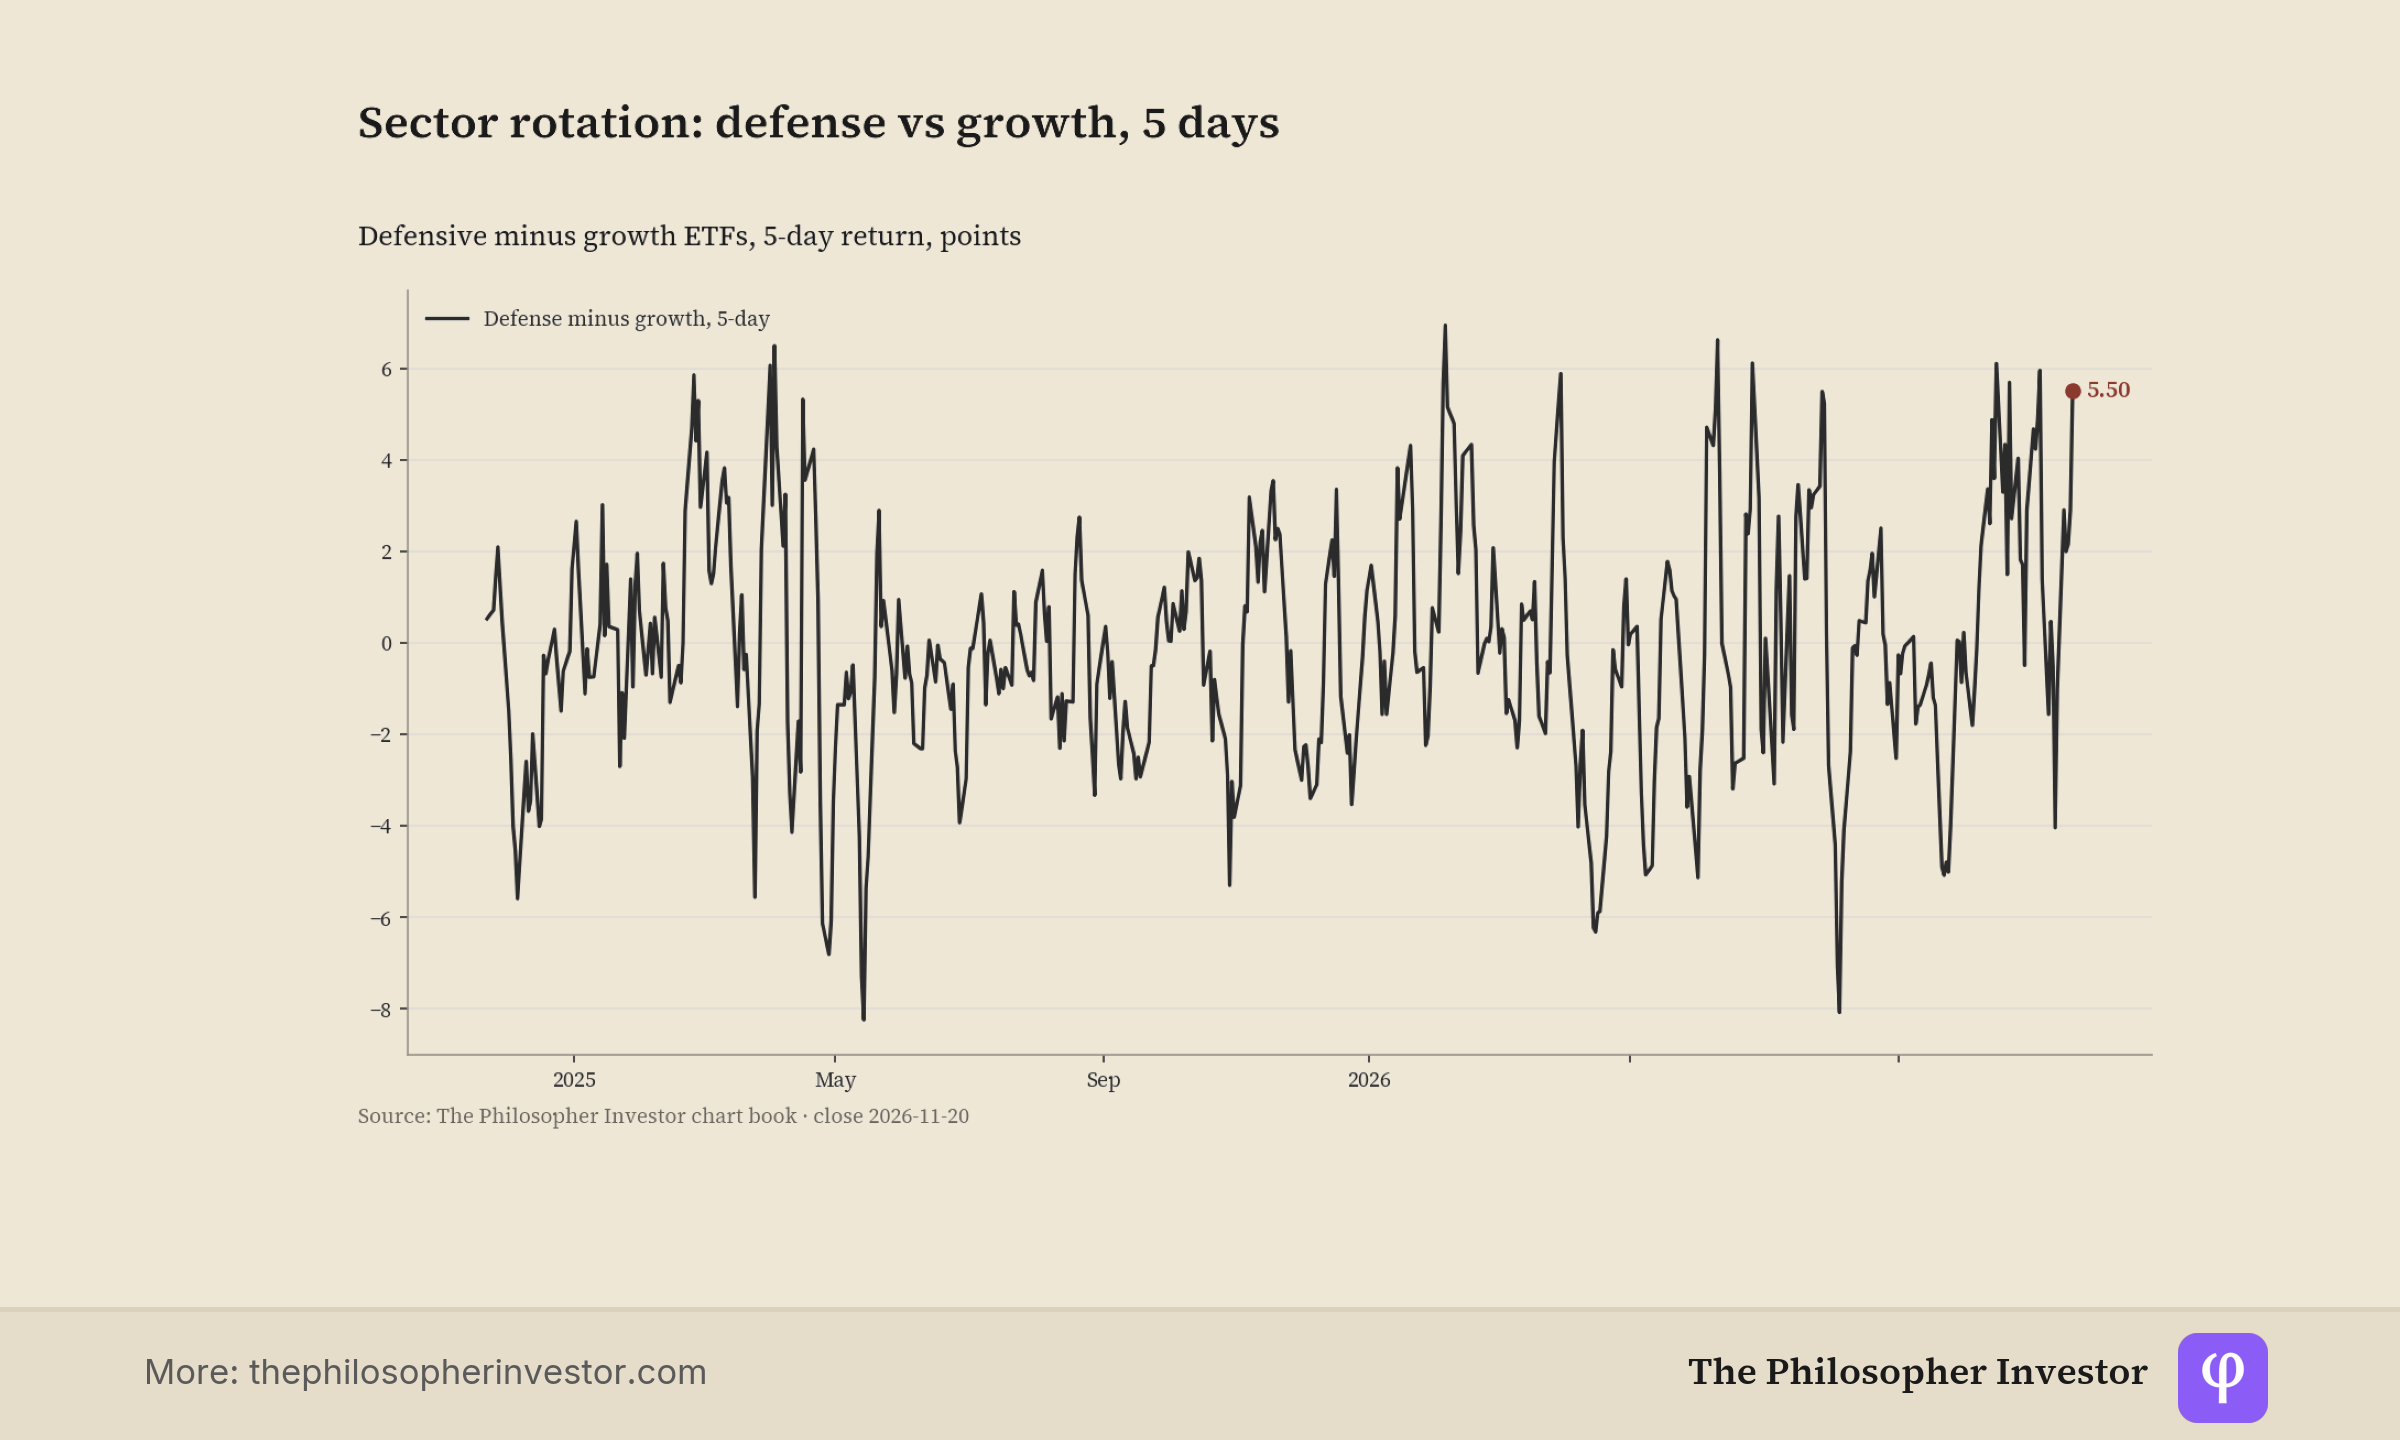 Sector rotation: defense vs growth, 5 days
Defensive minus growth ETFs, 5-day return, points
Defense minus growth, 5-day
6
4
2
0
−2
−4
−6
−8
5.50
2025 May Sep 2026
Source: The Philosopher Investor chart book · close 2026-11-20
More: thephilosopherinvestor.com
The Philosopher Investor φ